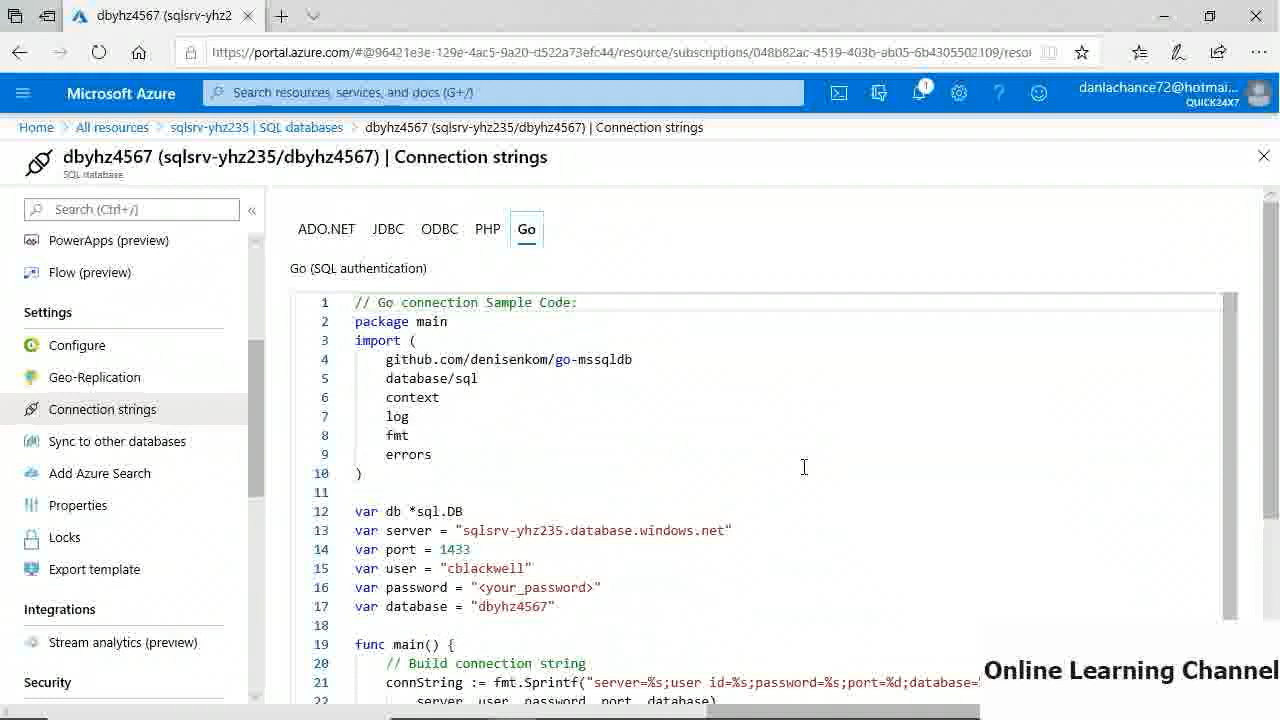 dbyhz4567 (sqlsrv-yhz2
https://portal.azure.com/#@96421e3e-129e-4ac5-9a20-d522a73efc44/resource/subscriptions/048b82ac-4519-403b-ab05-6b4305502109/resou
Microsoft Azure
Search resources, services, and docs (G+/)
1
danlachance72@hotmai...
QUICK24X7
Home > All resources > sqlsrv-yhz235 | SQL databases > dbyhz4567 (sqlsrv-yhz235/dbyhz4567) | Connection strings
dbyhz4567 (sqlsrv-yhz235/dbyhz4567) | Connection strings
SQL database
Search (Ctrl+/)
PowerApps (preview)
Flow (preview)
Settings
Configure
Geo-Replication
Connection strings
Sync to other databases
Add Azure Search
Properties
Locks
Export template
Integrations
Stream analytics (preview)
Security
ADO.NET JDBC ODBC PHP Go
Go (SQL authentication)
1 // Go connection Sample Code:
2 package main
3 import (
4 github.com/denisenkom/go-mssqldb
5 database/sql
6 context
7 log
8 fmt
9 errors
10 )
11
12 var db *sql.DB
13 var server = "sqlsrv-yhz235.database.windows.net"
14 var port = 1433
15 var user = "cblackwell"
16 var password = "<your_password>"
17 var database = "dbyhz4567"
18
19 func main() {
20 // Build connection string
21 connString := fmt.Sprintf("server=%s;user id=%s;password=%s;port=%d;database=
22 server, user, password, port, database)
Online Learning Channel